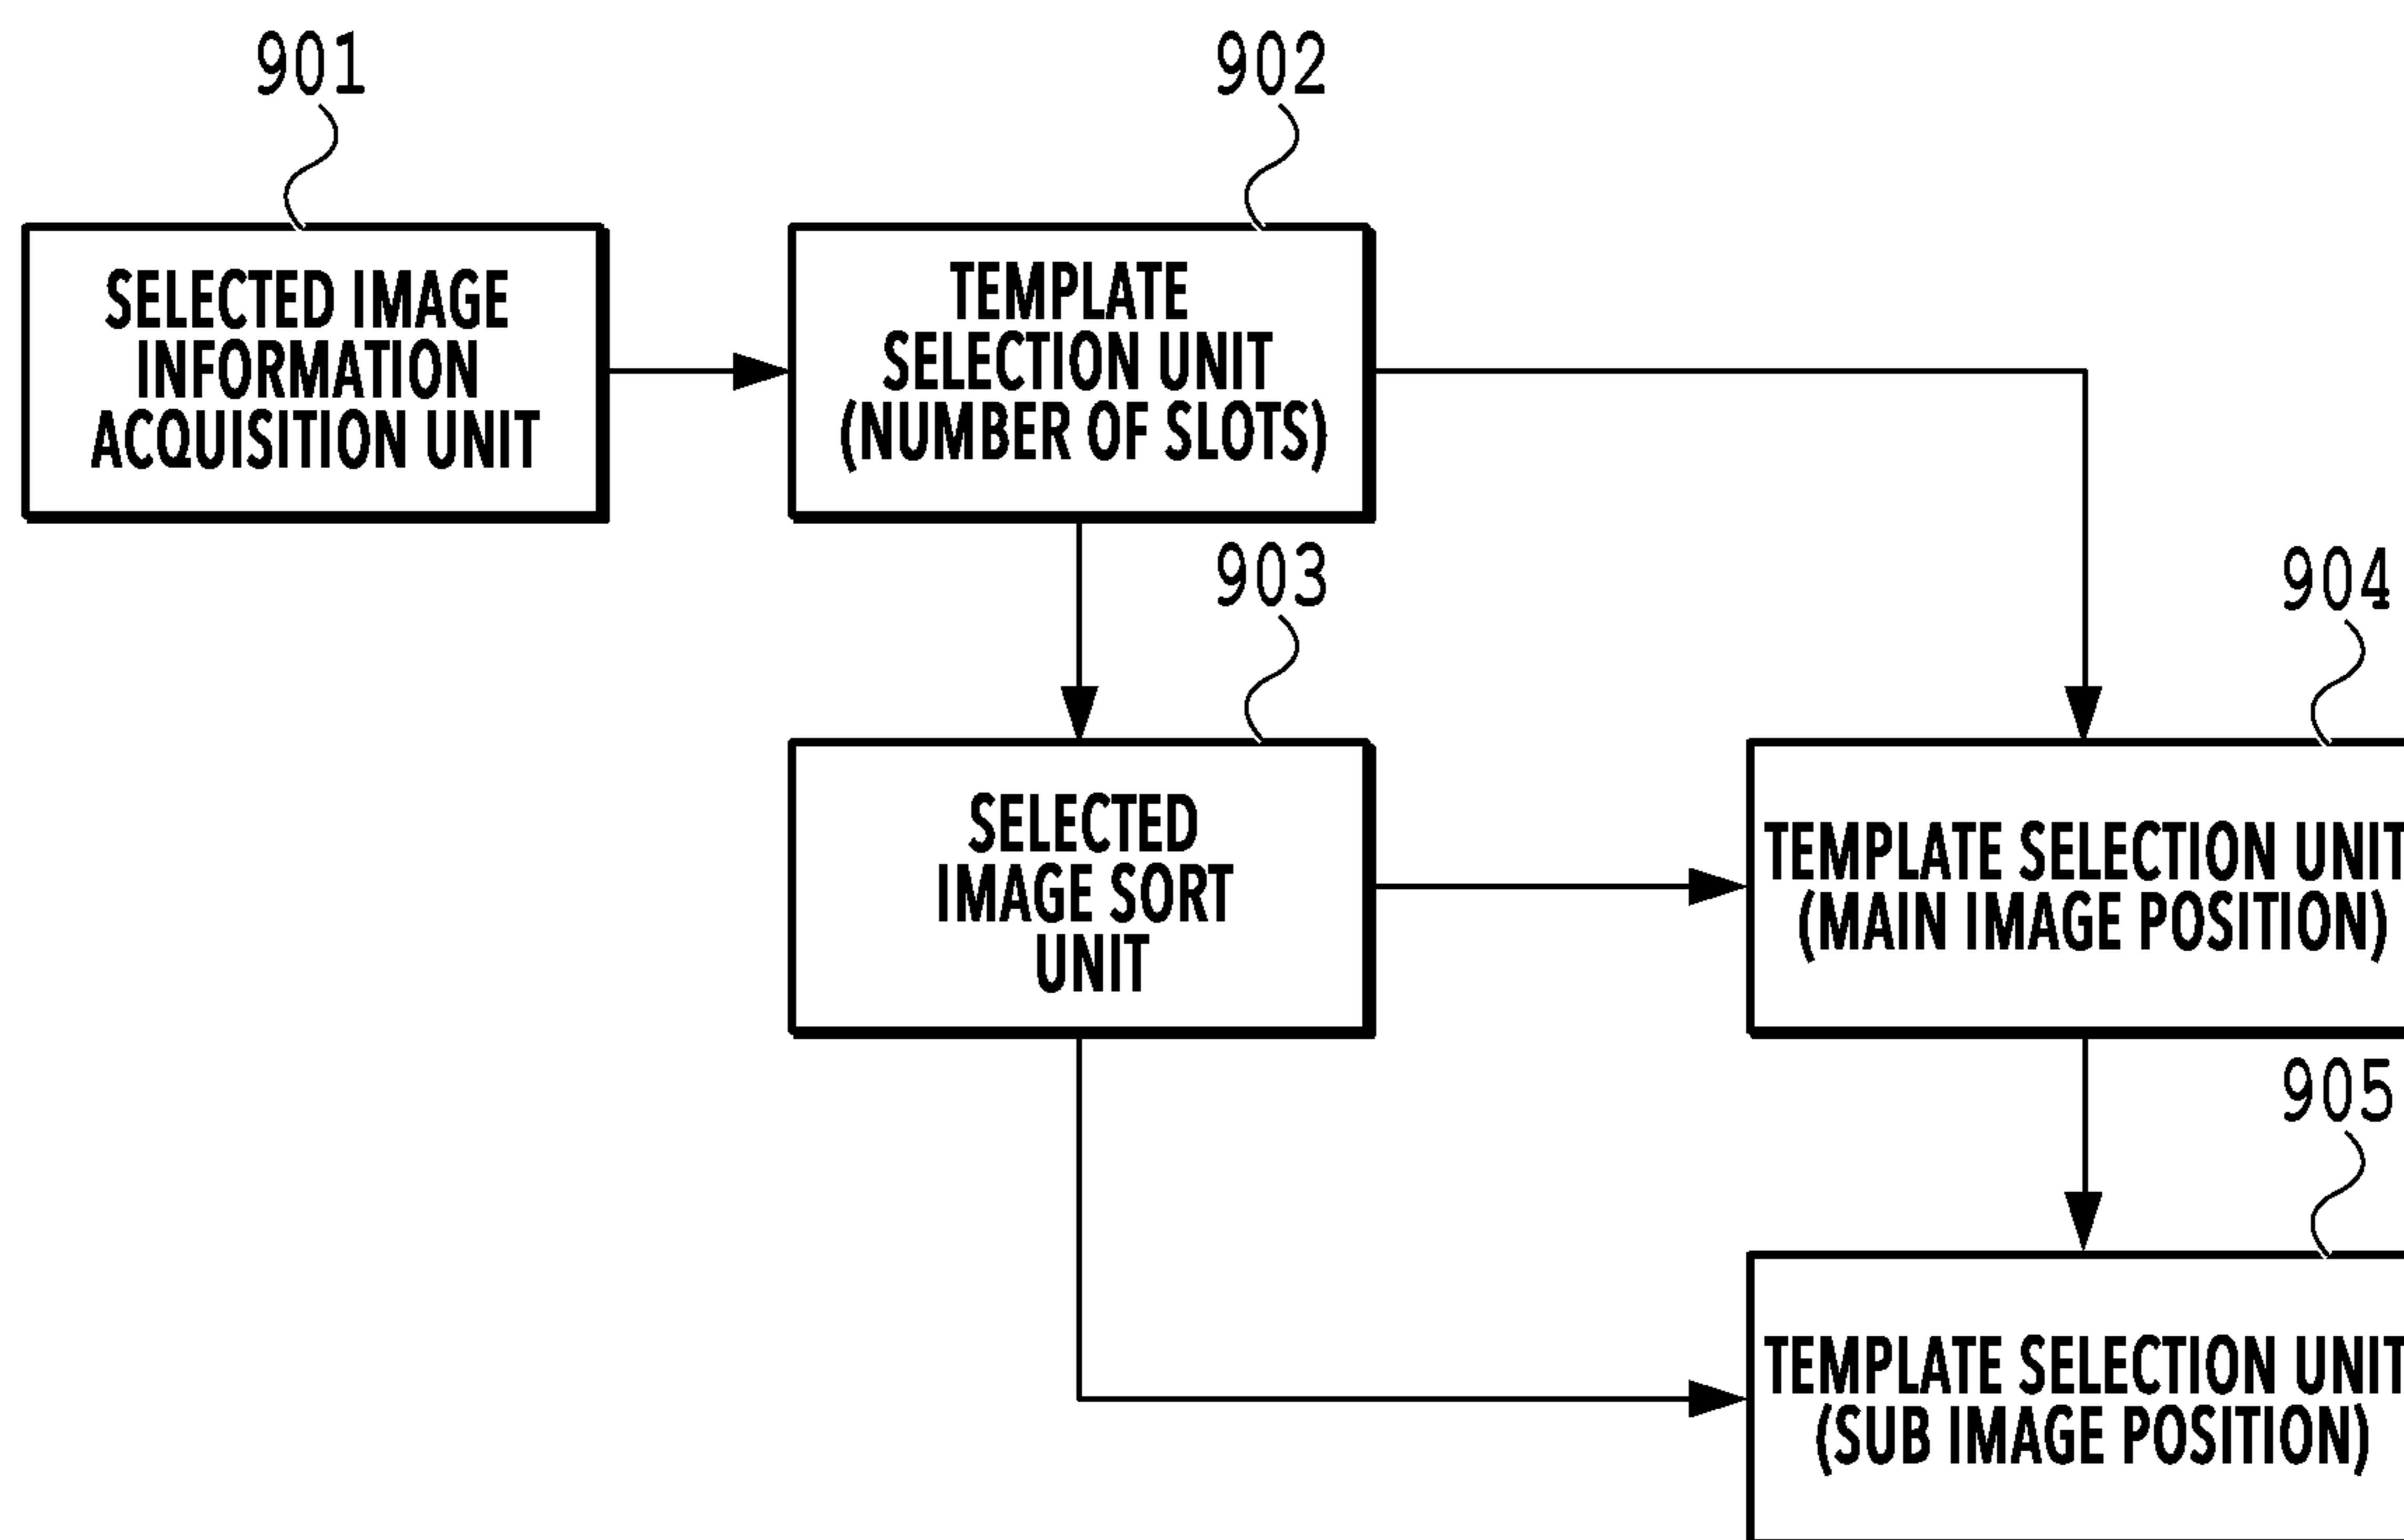 901
SELECTED IMAGE
INFORMATION
ACQUISITION UNIT
902
TEMPLATE
SELECTION UNIT
(NUMBER OF SLOTS)
903
SELECTED
IMAGE SORT
UNIT
904
TEMPLATE SELECTION UNIT
(MAIN IMAGE POSITION)
905
TEMPLATE SELECTION UNIT
(SUB IMAGE POSITION)